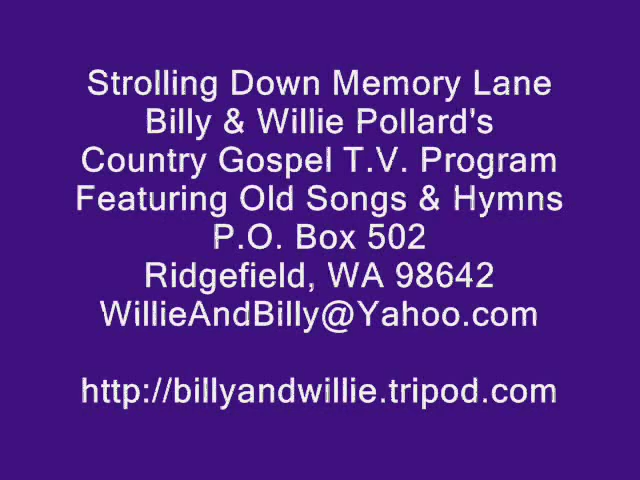 Strolling Down Memory Lane
Billy & Willie Pollard's
Country Gospel T.V. Program
Featuring Old Songs & Hymns
P.O. Box 502
Ridgefield, WA 98642
WillieAndBilly@Yahoo.com
http://billyandwillie.tripod.com